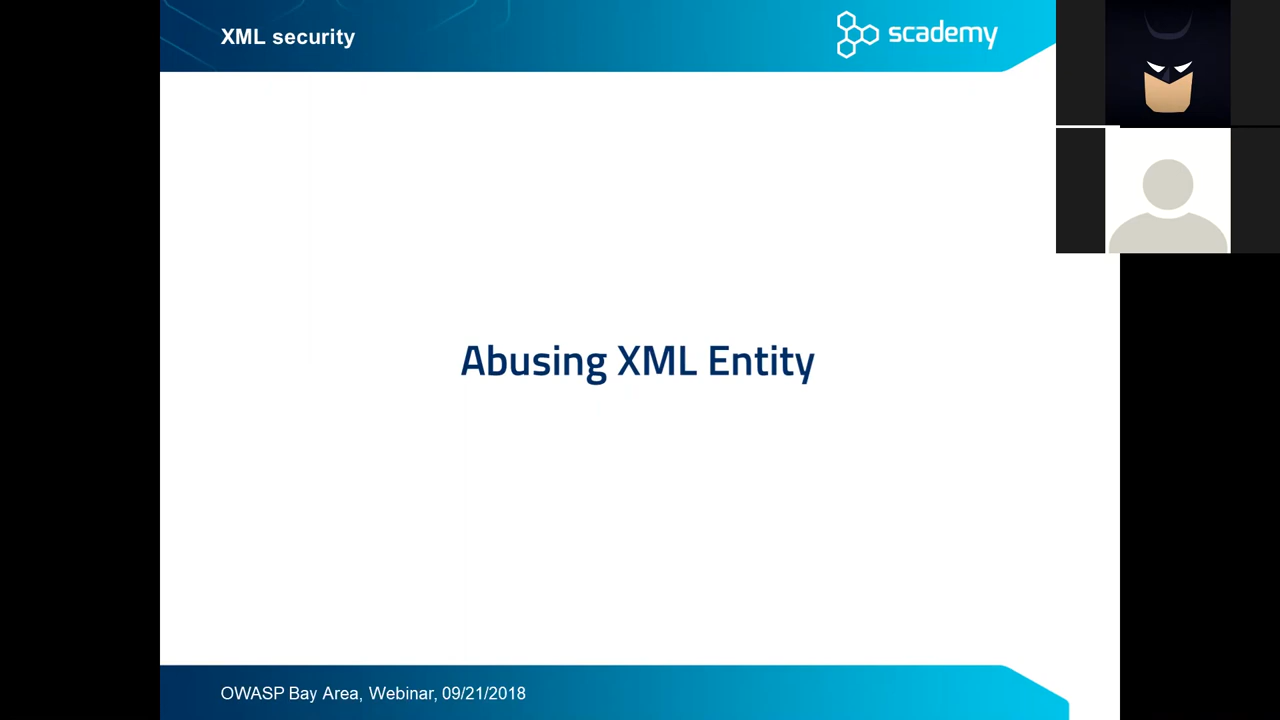 XML security
scademy
Abusing XML Entity
OWASP Bay Area, Webinar, 09/21/2018